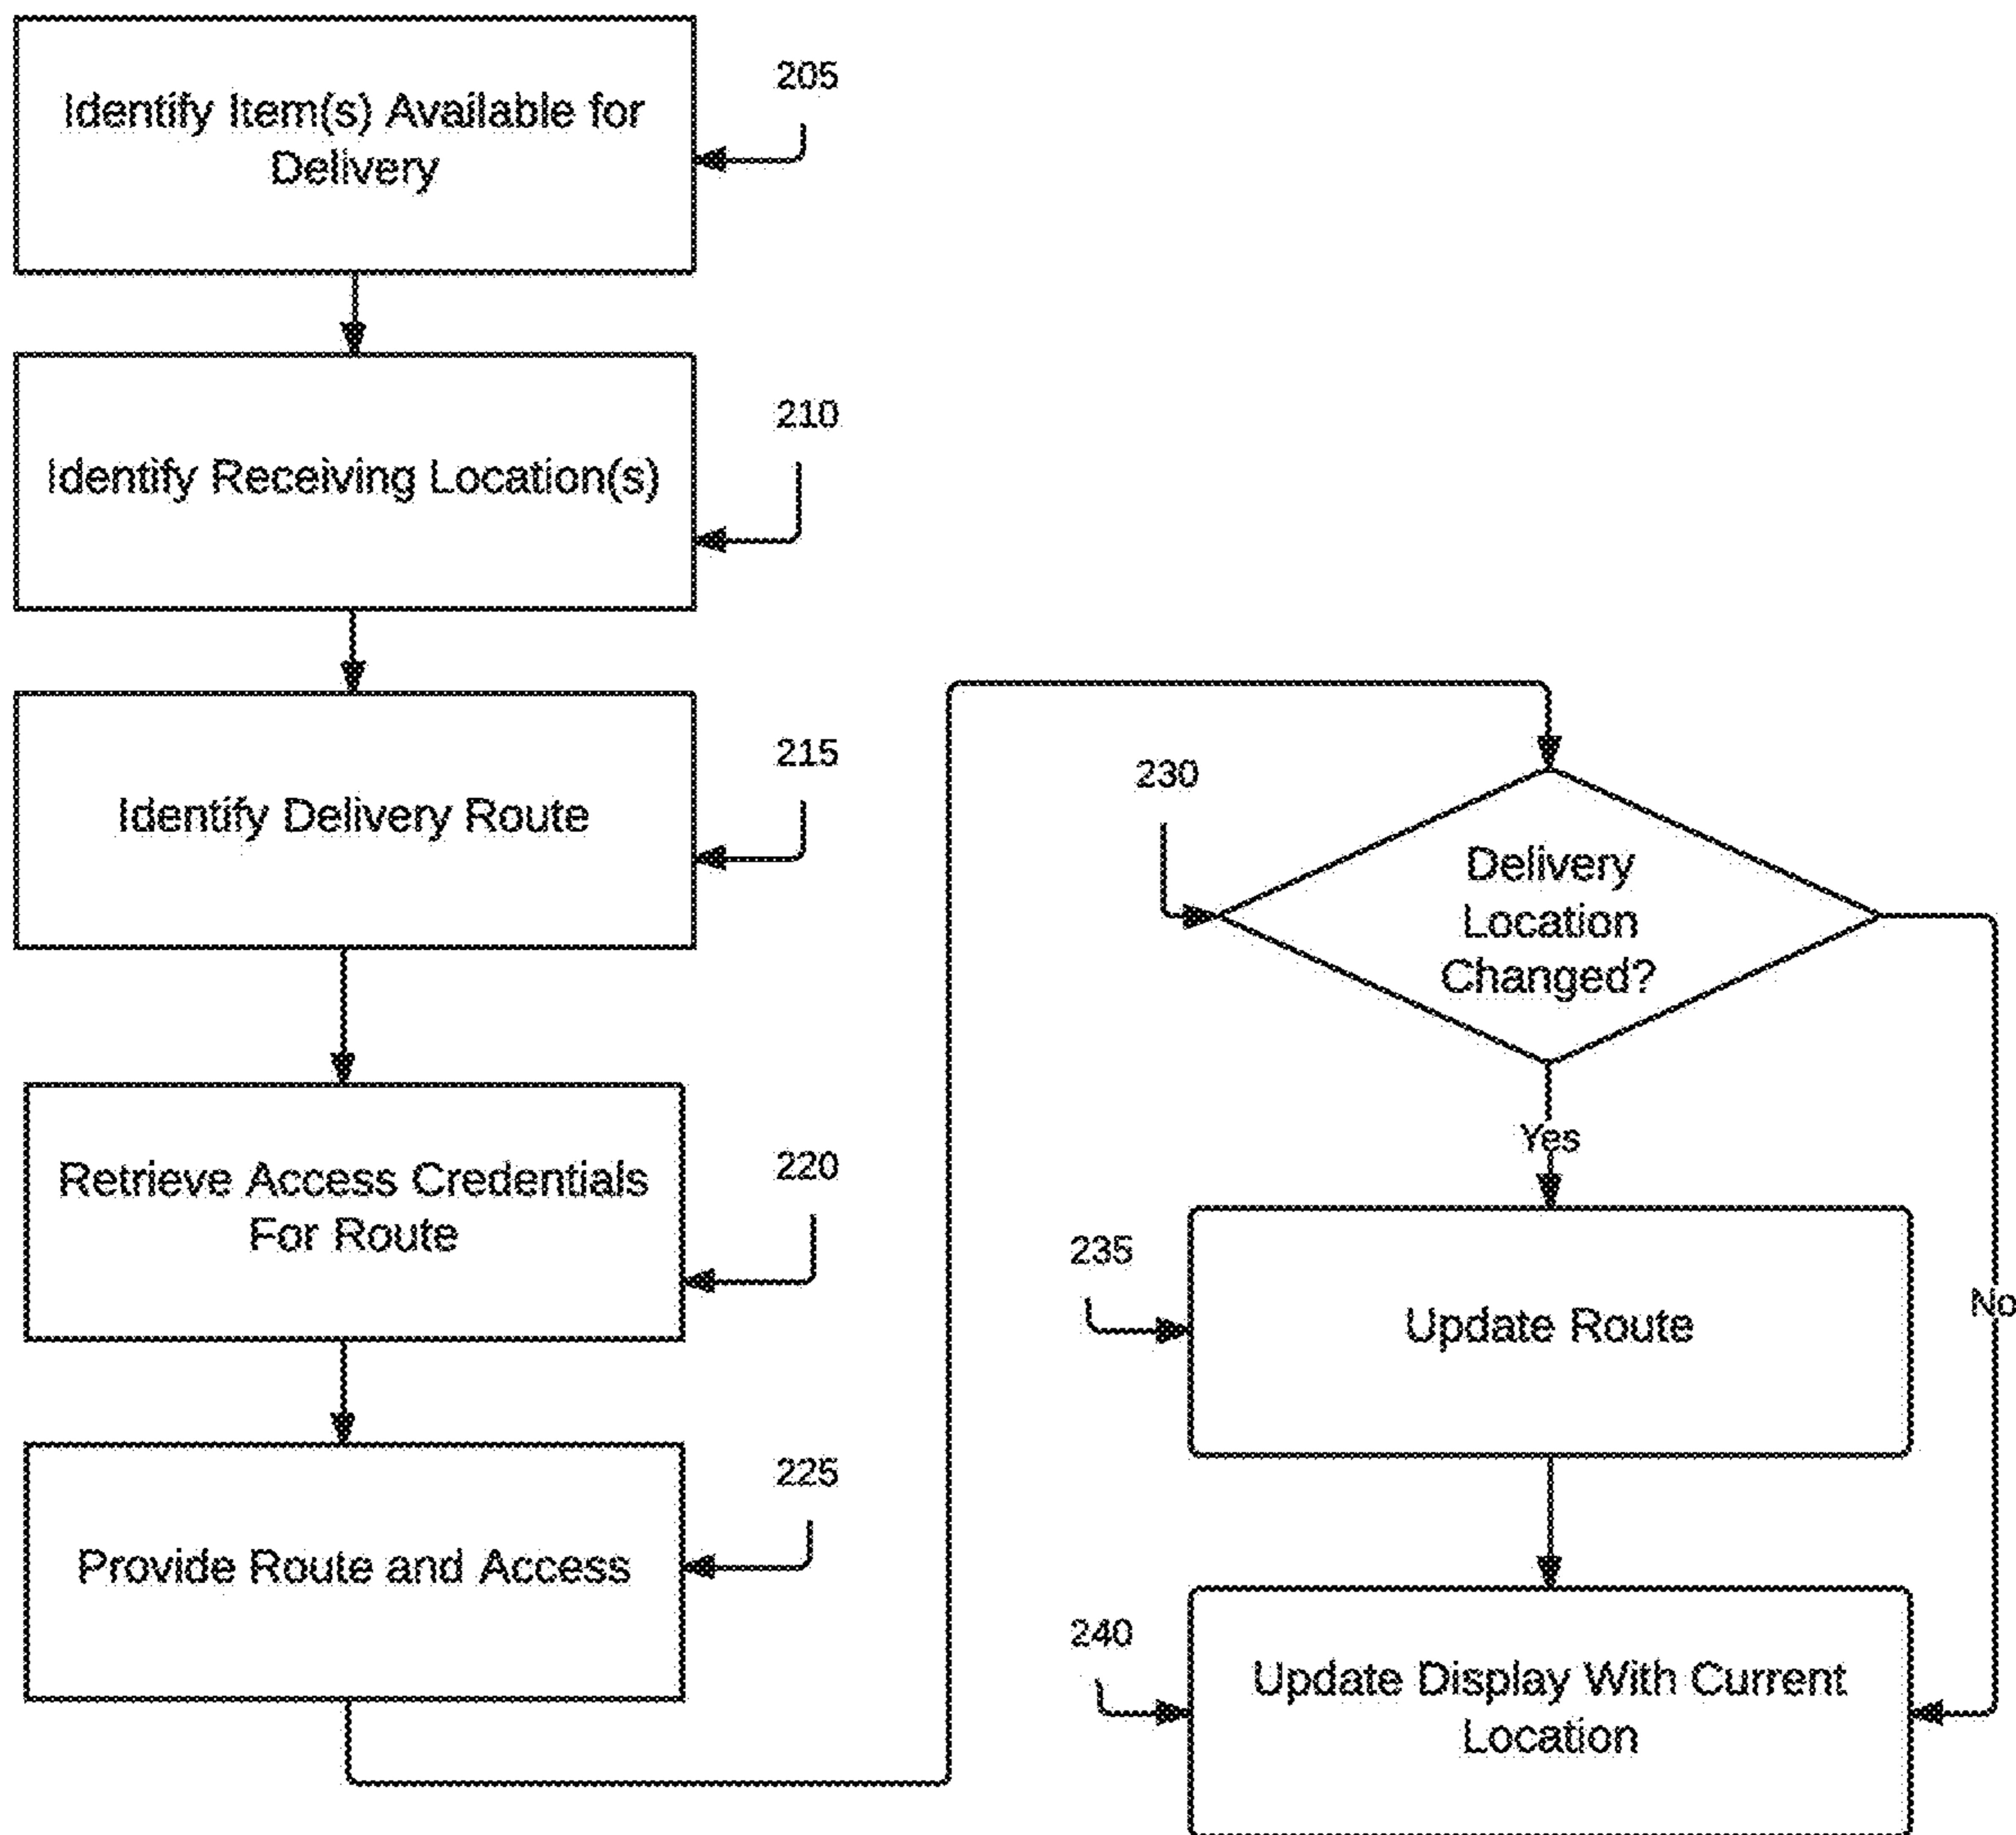 205
Identify Item(s) Available for
Delivery
210
Identify Receiving Location(s)
215
Identify Delivery Route
220
Retrieve Access Credentials
For Route
225
Provide Route and Access
230
Delivery
Location
Changed?
Yes
No
235
Update Route
240
Update Display With Current
Location